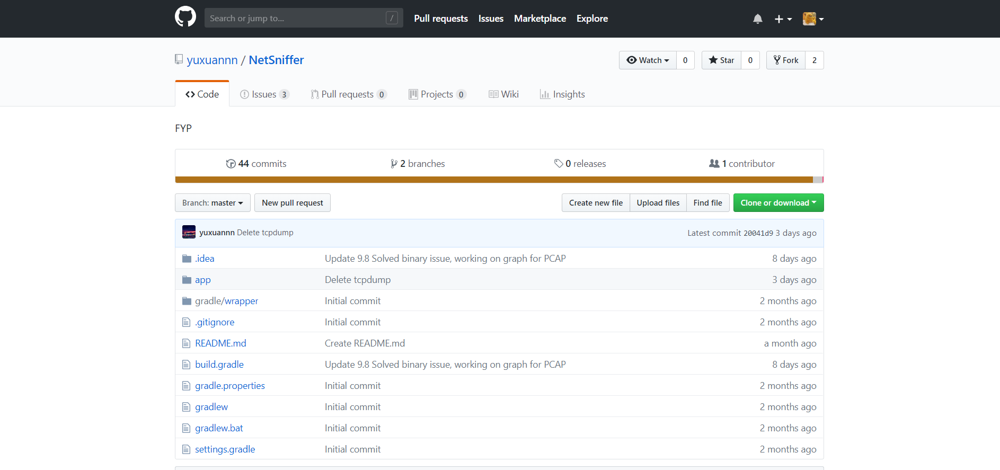 Search or jump to... / Pull requests Issues Marketplace Explore
yuxuannn / NetSniffer Watch 0 Star 0 Fork 2
Code Issues 3 Pull requests 0 Projects 0 Wiki Insights
FYP
44 commits 2 branches 0 releases 1 contributor
Branch: master New pull request Create new file Upload files Find file Clone or download
yuxuannn Delete tcpdump Latest commit 20041d9 3 days ago
.idea Update 9.8 Solved binary issue, working on graph for PCAP 8 days ago
app Delete tcpdump 3 days ago
gradle/wrapper Initial commit 2 months ago
.gitignore Initial commit 2 months ago
README.md Create README.md a month ago
build.gradle Update 9.8 Solved binary issue, working on graph for PCAP 8 days ago
gradle.properties Initial commit 2 months ago
gradlew Initial commit 2 months ago
gradlew.bat Initial commit 2 months ago
settings.gradle Initial commit 2 months ago